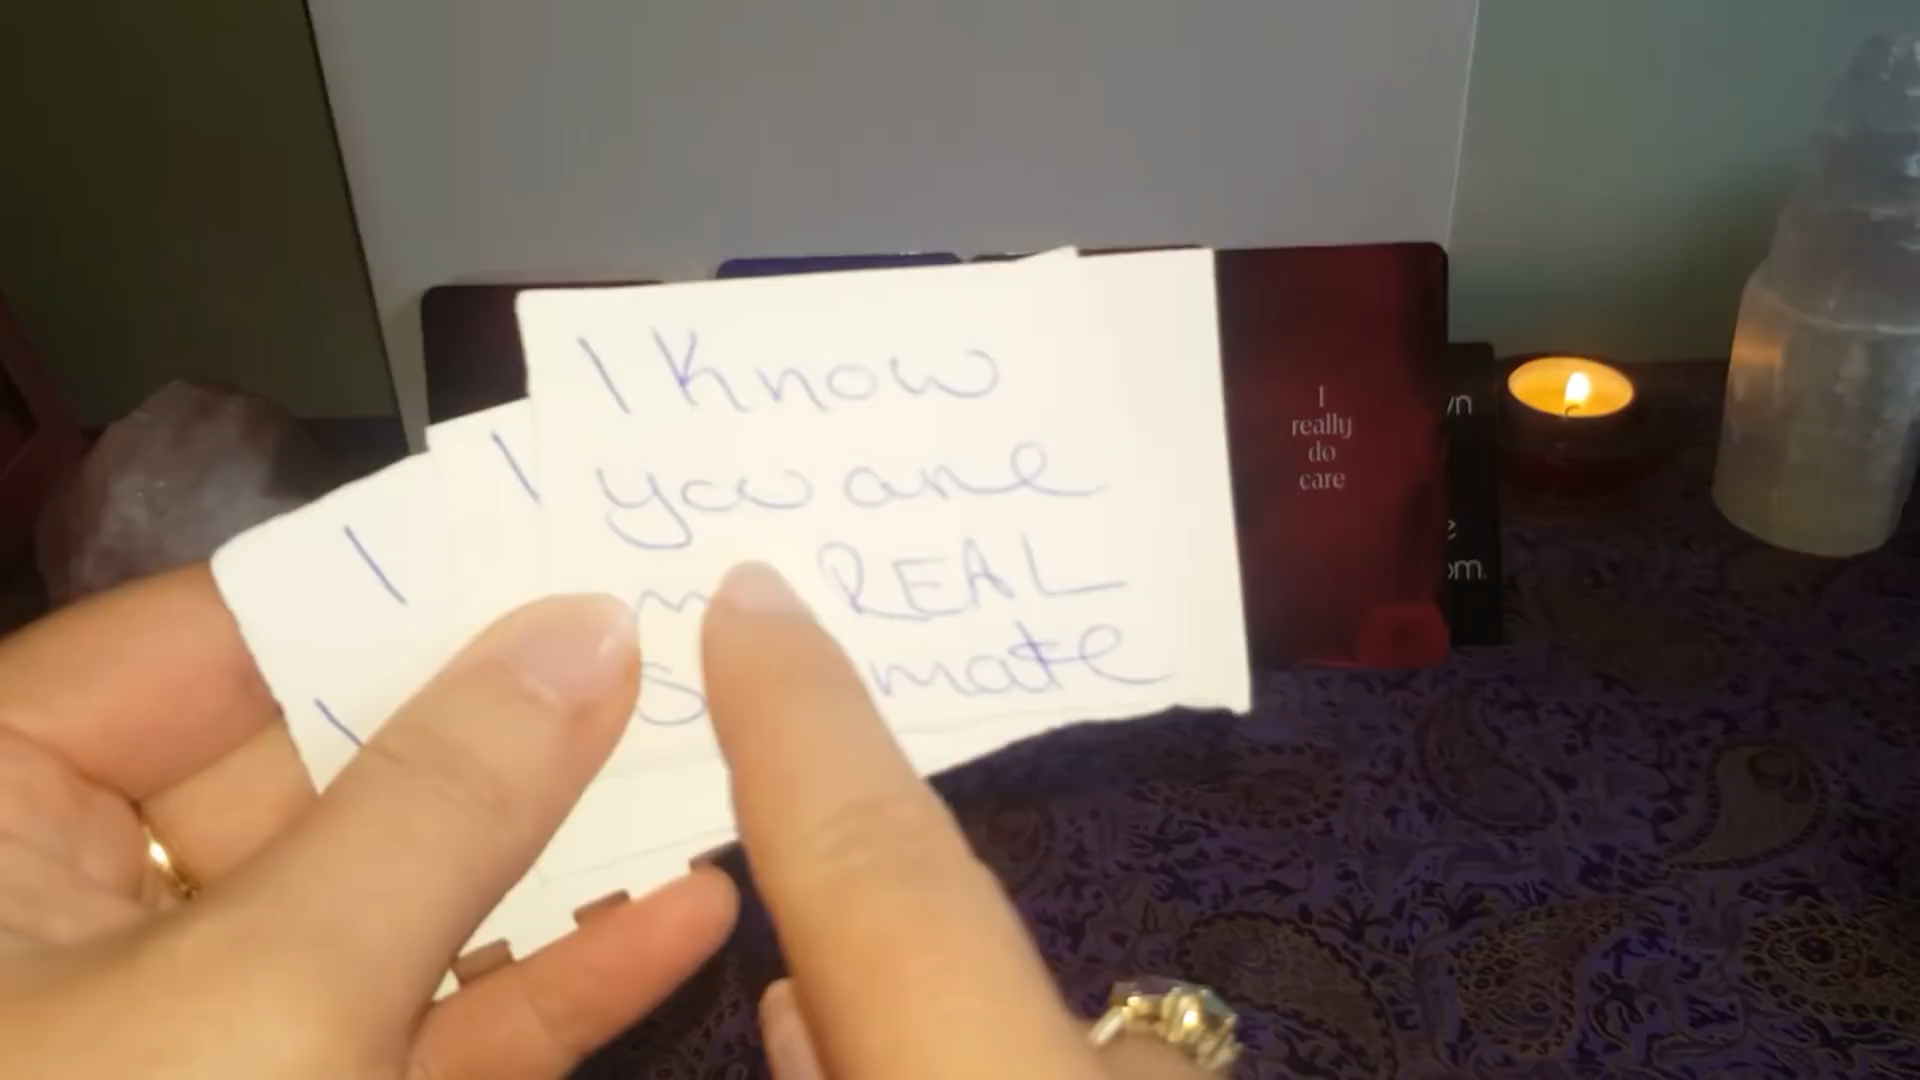 I Know
you are
REAL
I
I
I
I
really
do
care